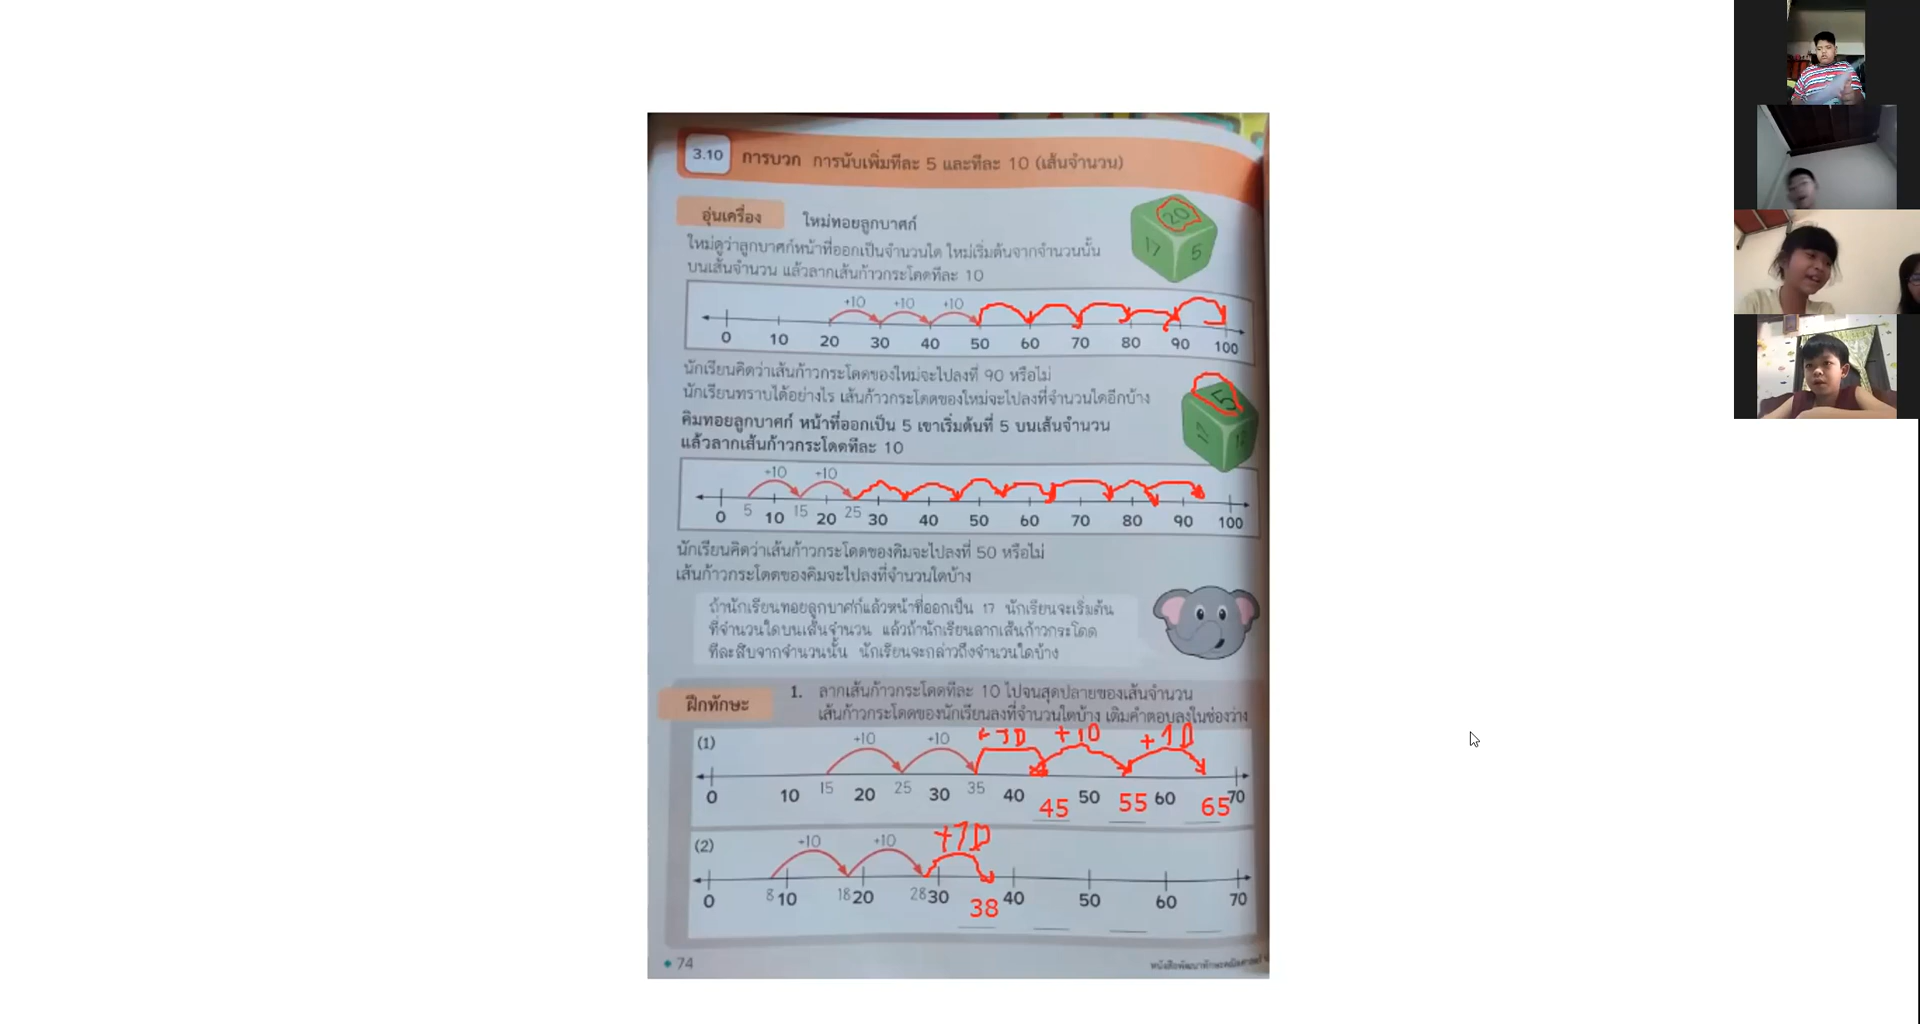 3.10 การบวก การนับเพิ่มทีละ 5 และทีละ 10 (เส้นจำนวน)
อุ่นเครื่อง ใหม่ทอยลูกบาศก์
ใหม่ดูว่าลูกบาศก์หน้าที่ออกเป็นจำนวนใด ใหม่เริ่มต้นจากจำนวนนั้น
บนเส้นจำนวน แล้วลากเส้นก้าวกระโดดทีละ 10
20
17 5
+10 +10 +10
0 10 20 30 40 50 60 70 80 90 100
นักเรียนคิดว่าเส้นก้าวกระโดดของใหม่จะไปลงที่ 90 หรือไม่
นักเรียนทราบได้อย่างไร เส้นก้าวกระโดดของใหม่จะไปลงที่จำนวนใดอีกบ้าง
5
17
คิมทอยลูกบาศก์ หน้าที่ออกเป็น 5 เขาเริ่มต้นที่ 5 บนเส้นจำนวน
แล้วลากเส้นก้าวกระโดดทีละ 10
+10 +10
0 5 10 15 20 25 30 40 50 60 70 80 90 100
นักเรียนคิดว่าเส้นก้าวกระโดดของคิมจะไปลงที่ 50 หรือไม่
เส้นก้าวกระโดดของคิมจะไปลงที่จำนวนใดบ้าง
ถ้านักเรียนทอยลูกบาศก์แล้วหน้าที่ออกเป็น 17 นักเรียนจะเริ่มต้น
ที่จำนวนใดบนเส้นจำนวน แล้วถ้านักเรียนลากเส้นก้าวกระโดด
ทีละสิบจากจำนวนนั้น นักเรียนจะกล่าวถึงจำนวนใดบ้าง
ฝึกทักษะ 1. ลากเส้นก้าวกระโดดทีละ 10 ไปจนสุดปลายของเส้นจำนวน
เส้นก้าวกระโดดของนักเรียนลงที่จำนวนใดบ้าง เติมคำตอบลงในช่องว่าง
(1) +10 +10 +10 +10 +10
0 10 15 20 25 30 35 40 45 50 55 60 65 70
(2) +10 +10 +10
0 8 10 18 20 28 30 38 40 50 60 70
74